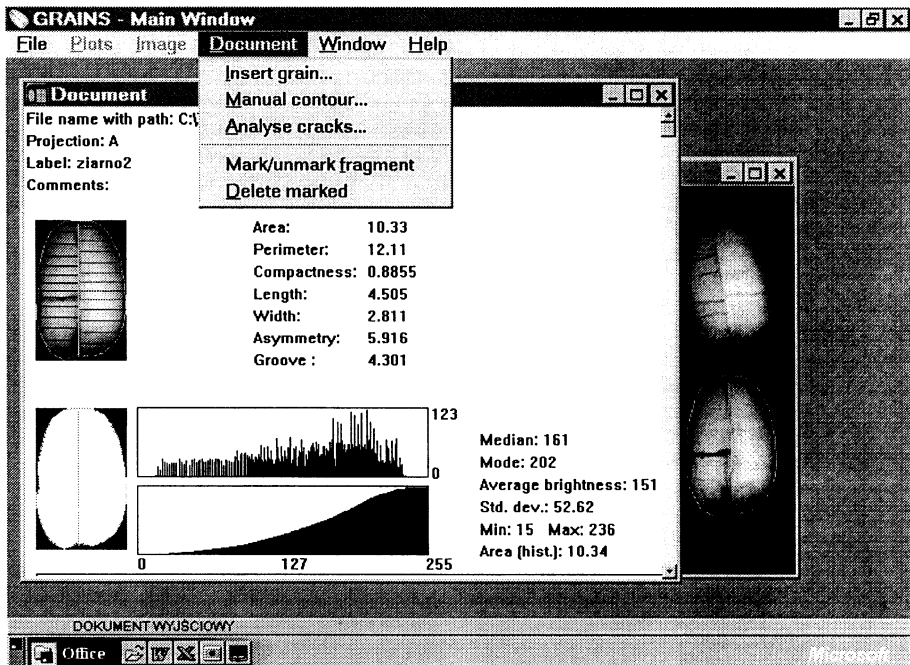 GRAINS - Main Window
File Plots Image Document Window Help
Insert grain...
Manual contour...
Analyse cracks...
Mark/unmark fragment
Delete marked
Document
File name with path: C:\
Projection: A
Label: ziarno2
Comments:
Area: 10.33
Perimeter: 12.11
Compactness: 0.8855
Length: 4.505
Width: 2.811
Asymmetry: 5.916
Groove : 4.301
123
0
Median: 161
Mode: 202
Average brightness: 151
Std. dev.: 52.62
Min: 15 Max: 236
Area (hist.): 10.34
0 127 255
DOKUMENT WYJŚCIOWY
Office
Microsoft